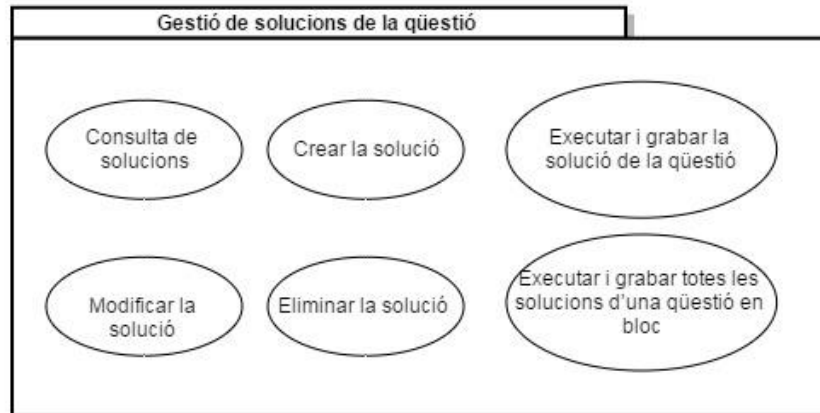 Gestió de solucions de la qüestió
Consulta de
solucions
Crear la solució
Executar i grabar la
solució de la qüestió
Modificar la
solució
Eliminar la solució
Executar i grabar totes les
solucions d'una qüestió en
bloc